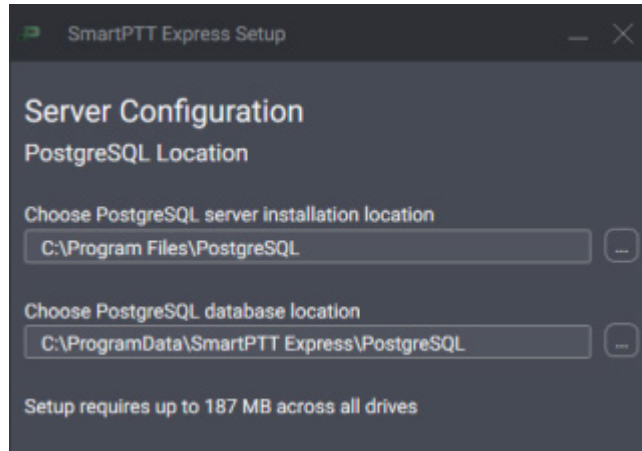 SmartPTT Express Setup
Server Configuration
PostgreSQL Location
Choose PostgreSQL server installation location
C:\Program Files\PostgreSQL
...
Choose PostgreSQL database location
C:\ProgramData\SmartPTT Express\PostgreSQL
...
Setup requires up to 187 MB across all drives